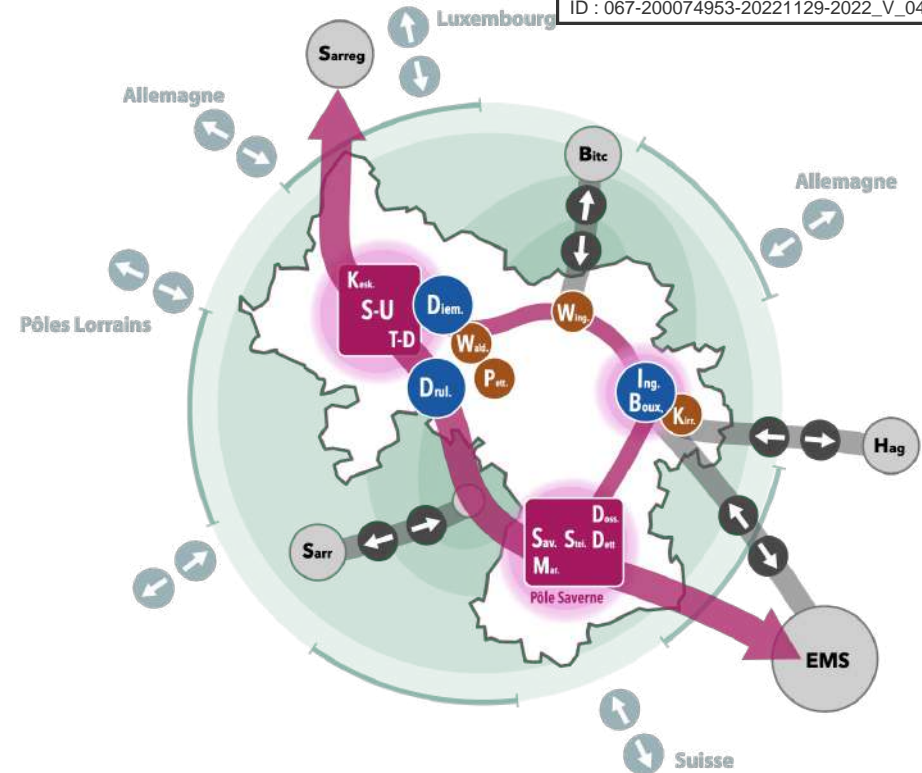 ID : 067-200074953-20221129-2022_V_04
Luxembourg
Sarreg
Allemagne
Bitc
Allemagne
Pôles Lorrains
Kask.
S-U
T-D
Diem.
Wald.
Pett.
Drul.
Wing.
Ing.
Boux.
Kirr.
Hag
Sarr
Doss.
Sav. Stei. Dett
Mar.
Pôle Saverne
EMS
Suisse